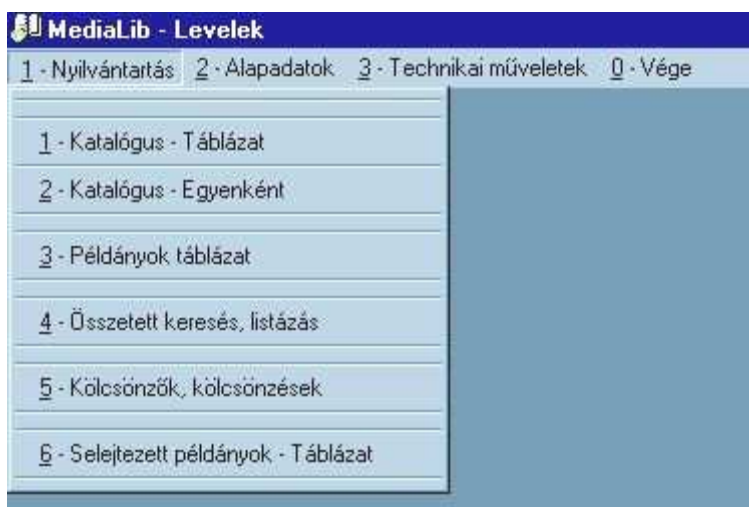 MediaLib - Levelek
1 - Nyilvántartás 2 - Alapadatok 3 - Technikai műveletek 0 - Vége
1 - Katalógus - Táblázat
2 - Katalógus - Egyenként
3 - Példányok táblázat
4 - Összetett keresés, listázás
5 - Kölcsönzők, kölcsönzések
6 - Selejtezett példányok - Táblázat